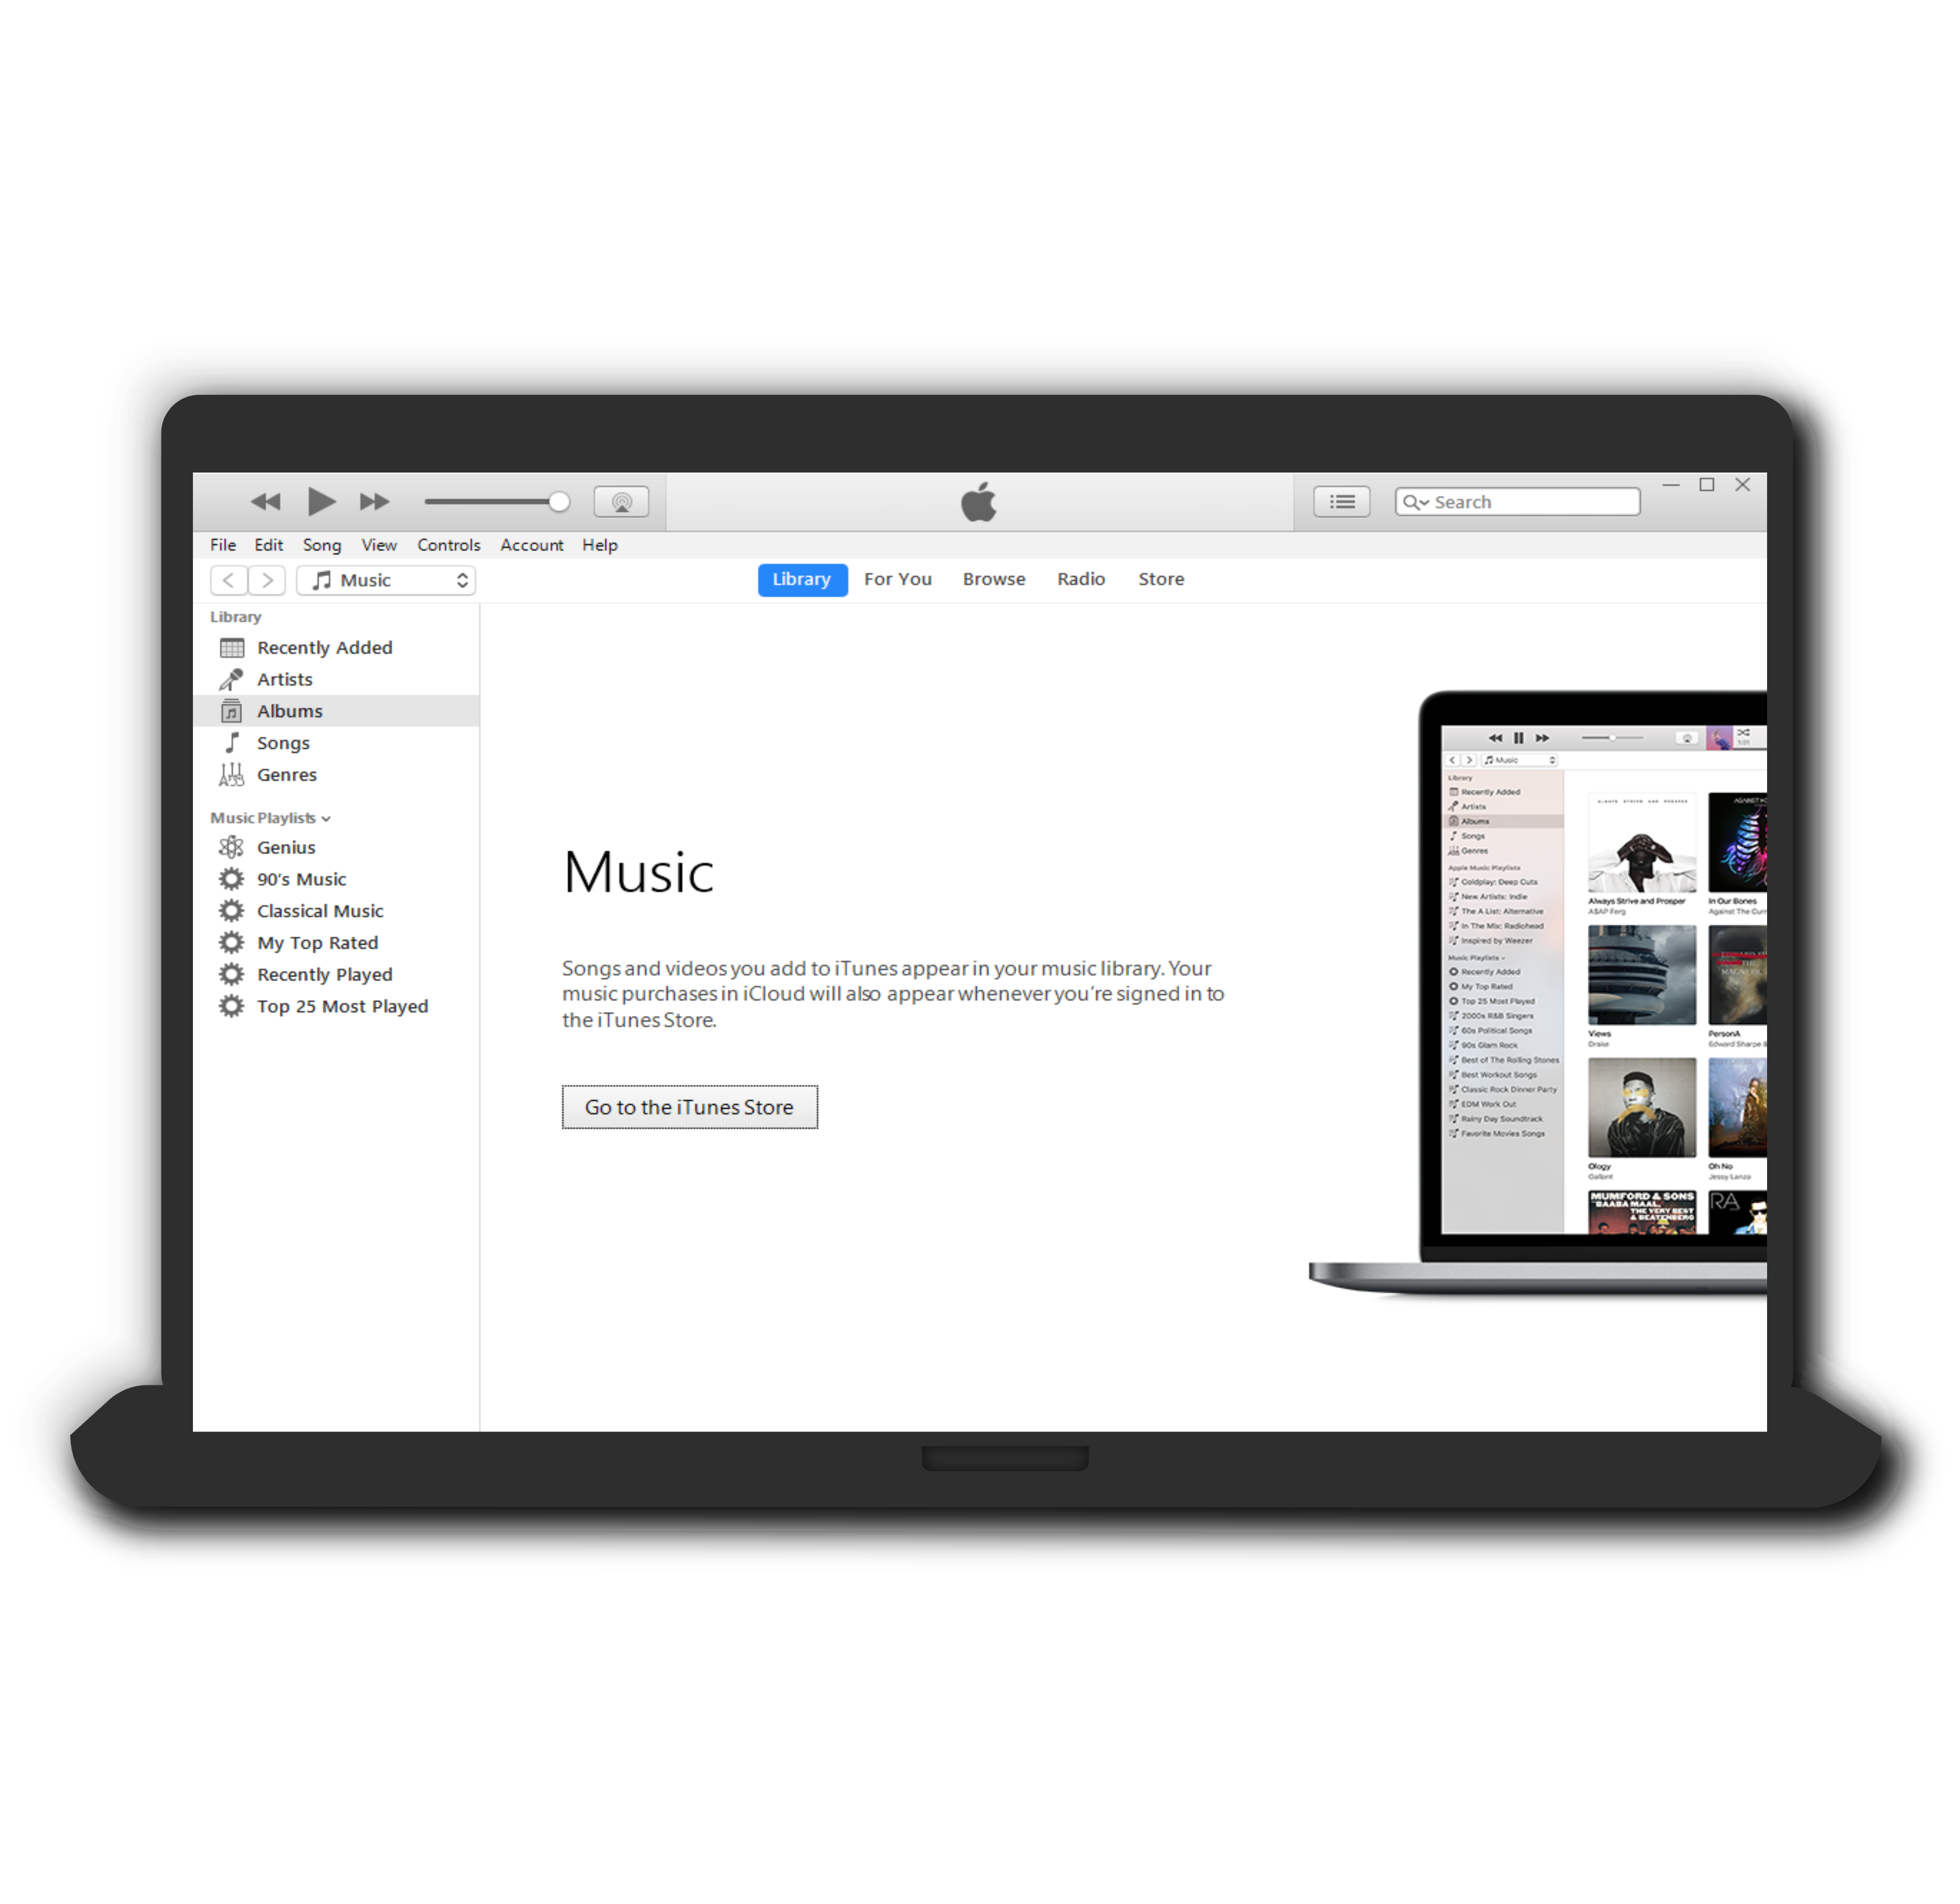 Search
File Edit Song View Controls Account Help
Music
Library For You Browse Radio Store
Library
Recently Added
Artists
Albums
Songs
Genres
Music Playlists
Genius
90's Music
Classical Music
My Top Rated
Recently Played
Top 25 Most Played
Music
Songs and videos you add to iTunes appear in your music library. Your
music purchases in iCloud will also appear whenever you're signed in to
the iTunes Store.
Go to the iTunes Store
Music
Library
Recently Added
Artists
Albums
Songs
Genres
Apple Music Playlists
Coldplay: Deep Cuts
New Artists: Indie
The A List: Alternative
In The Mix: Radiohead
Inspired by Weezer
Music Playlists
Recently Added
My Top Rated
Top 25 Most Played
2000s R&B Singers
60s Political Songs
90s Glam Rock
Best of The Rolling Stones
Best Workout Songs
Classic Rock Dinner Party
EDM Work Out
Rainy Day Soundtrack
Favorite Movies Songs
ALWAYS STRIVE AND PROSPER
Always Strive and Prosper
A$AP Ferg
In Our Bones
Against The Curr
Views
Drake
PersonA
Edward Sharpe &
Ology
Gallant
Oh No
Jessy Lanza
MUMFORD & SONS
BAABA MAAL,
THE VERY BEST
& BEATENBERG
RA